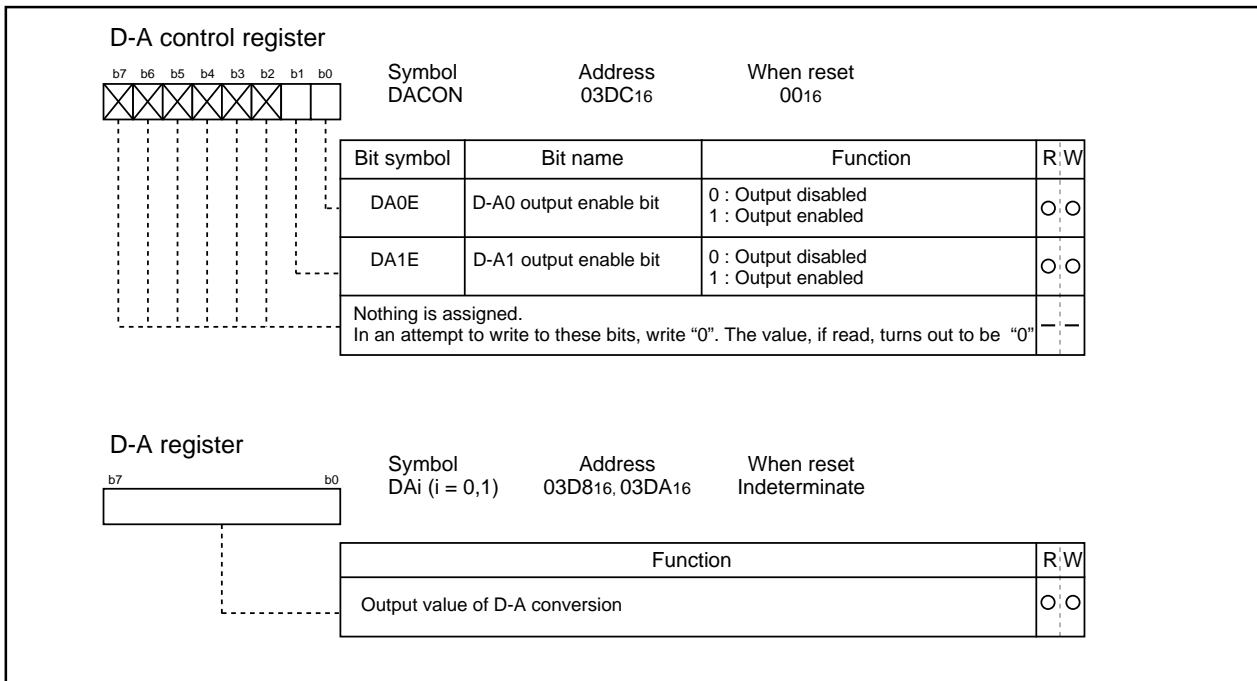 D-A control register
b7 b6 b5 b4 b3 b2 b1 b0
Symbol Address When reset
DACON 03DC16 0016
Bit symbol Bit name Function R W
DA0E D-A0 output enable bit 0 : Output disabled
1 : Output enabled
DA1E D-A1 output enable bit 0 : Output disabled
1 : Output enabled
Nothing is assigned.
In an attempt to write to these bits, write “0”. The value, if read, turns out to be “0”
D-A register
b7 b0
Symbol Address When reset
DAi (i = 0,1) 03D816, 03DA16 Indeterminate
Function R W
Output value of D-A conversion